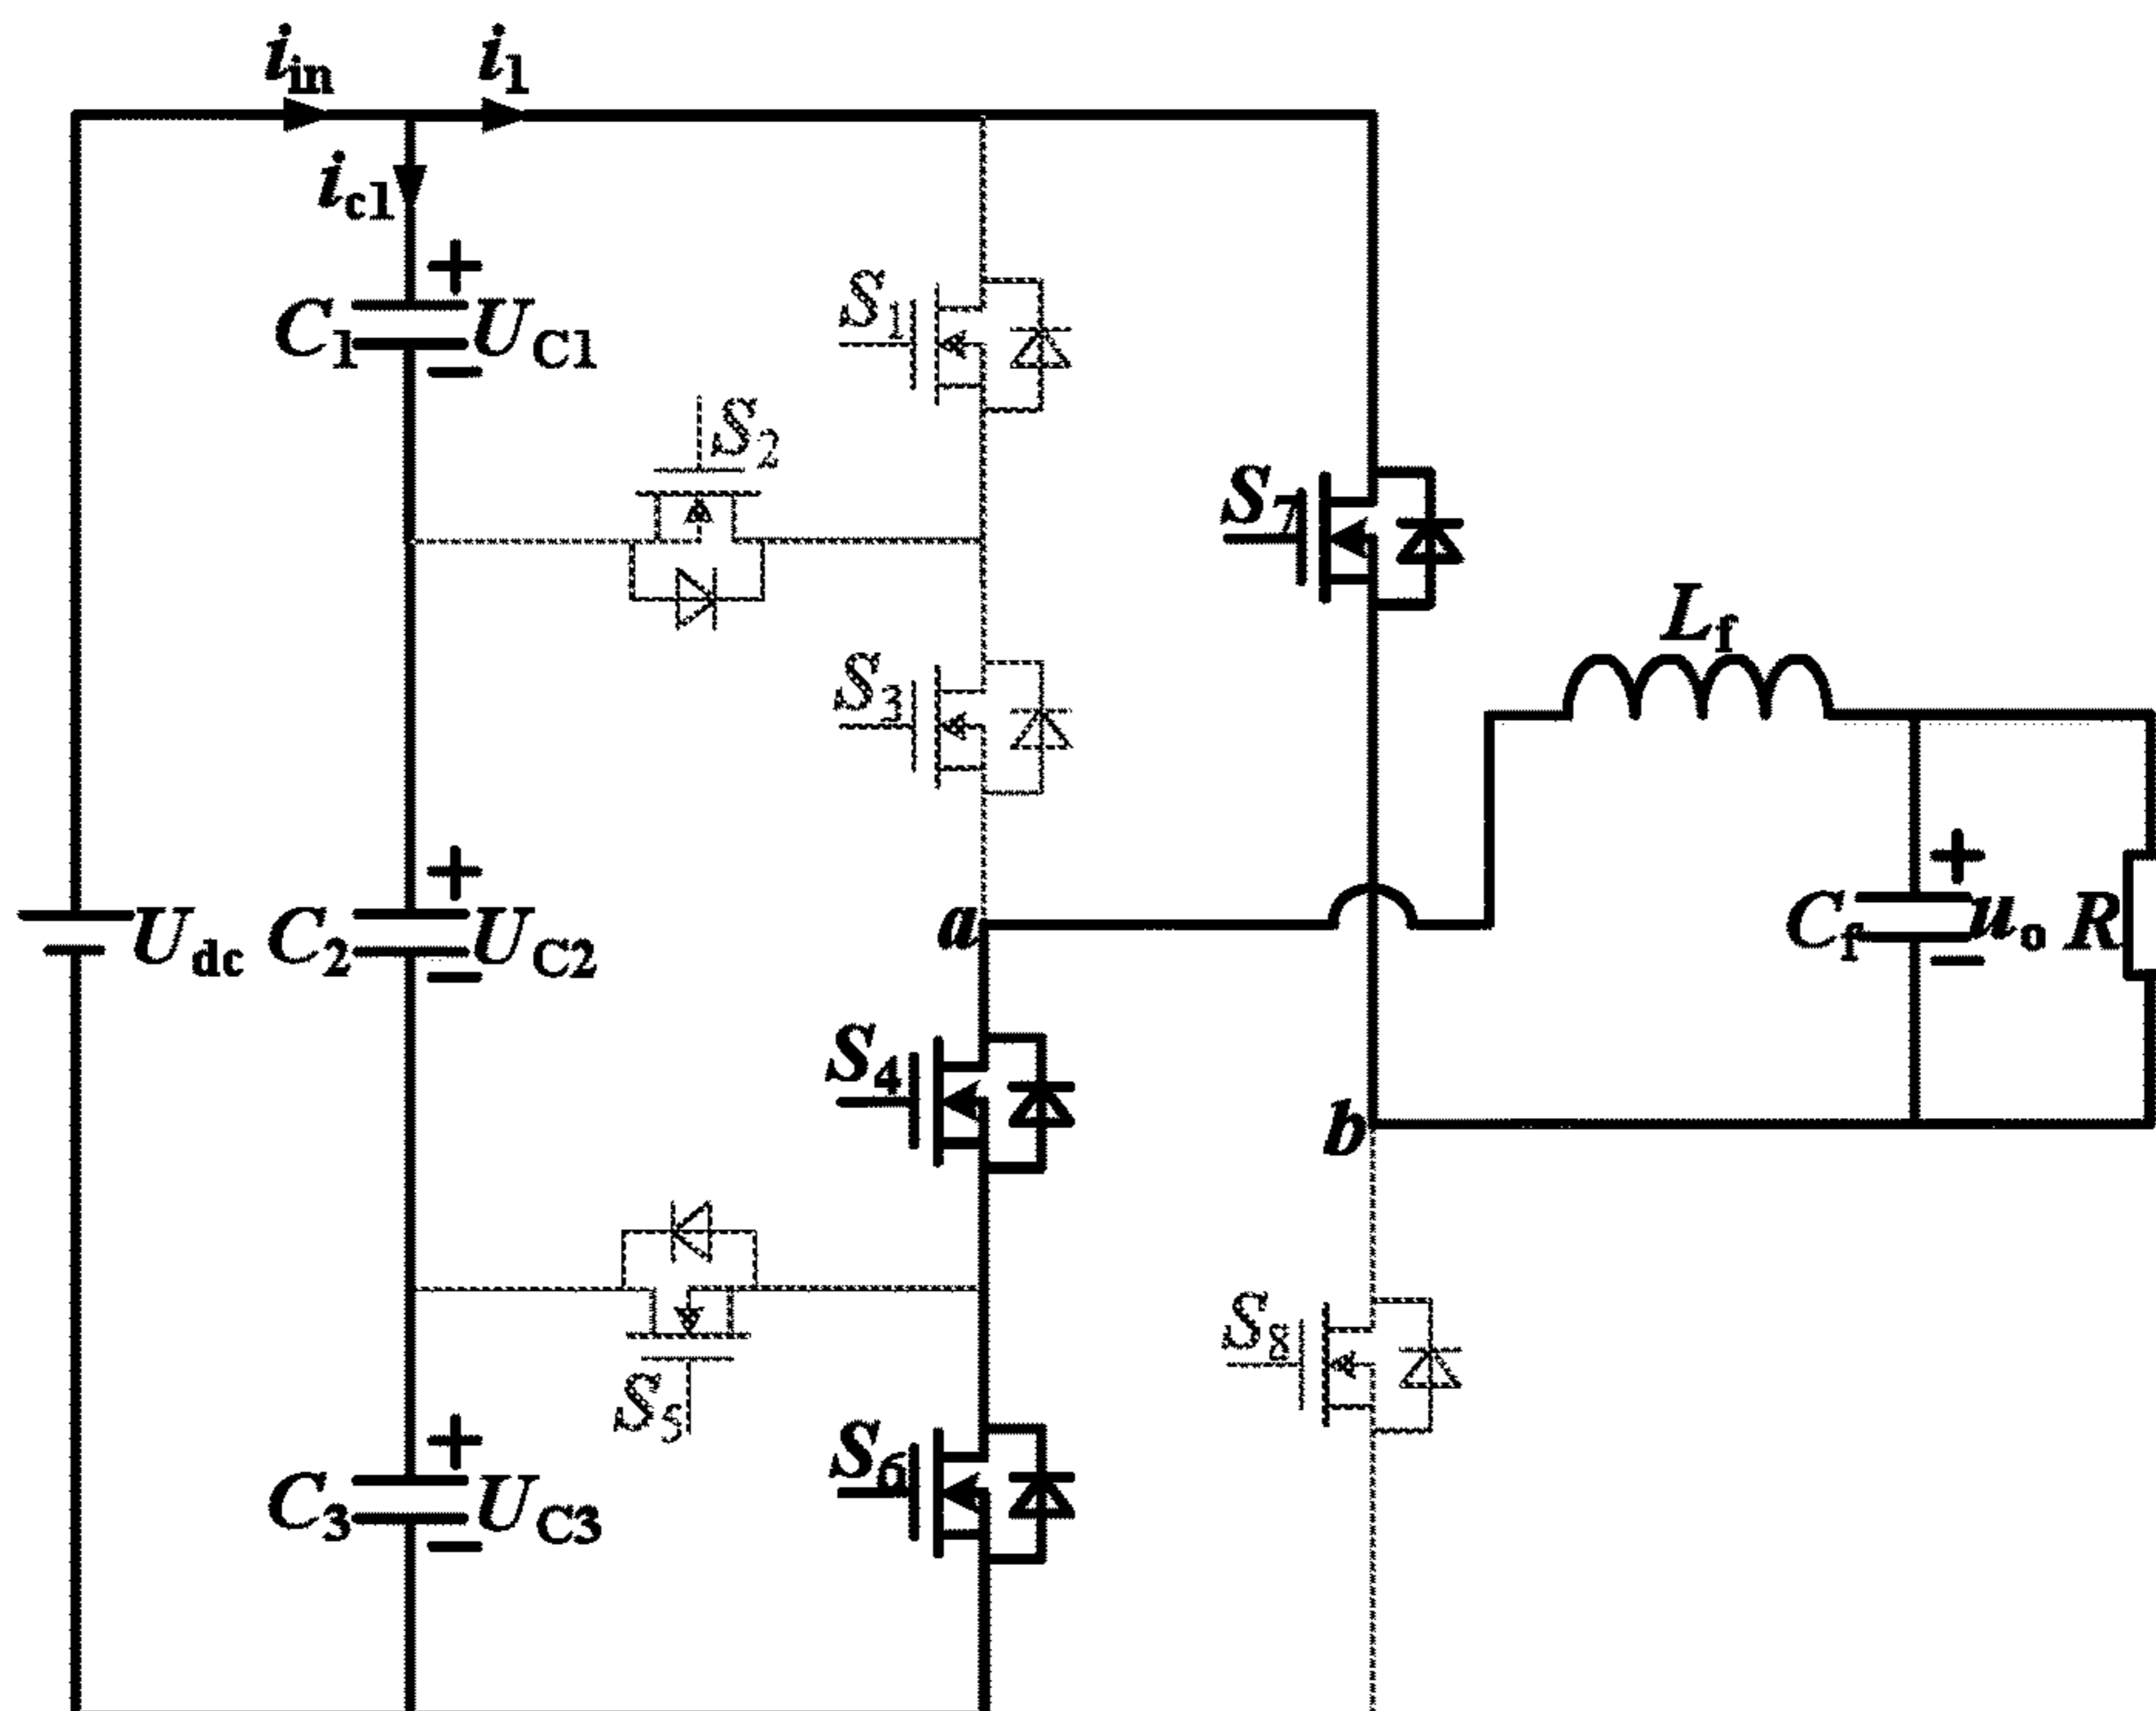 i_in i_1
i_c1
+
C_1 U_C1
−
S_1
S_2
S_7
S_3
L_f
+
U_dc C_2 U_C2
−
a
+
C_f u_o R
−
S_4
b
S_5
S_8
+
C_3 U_C3
−
S_6